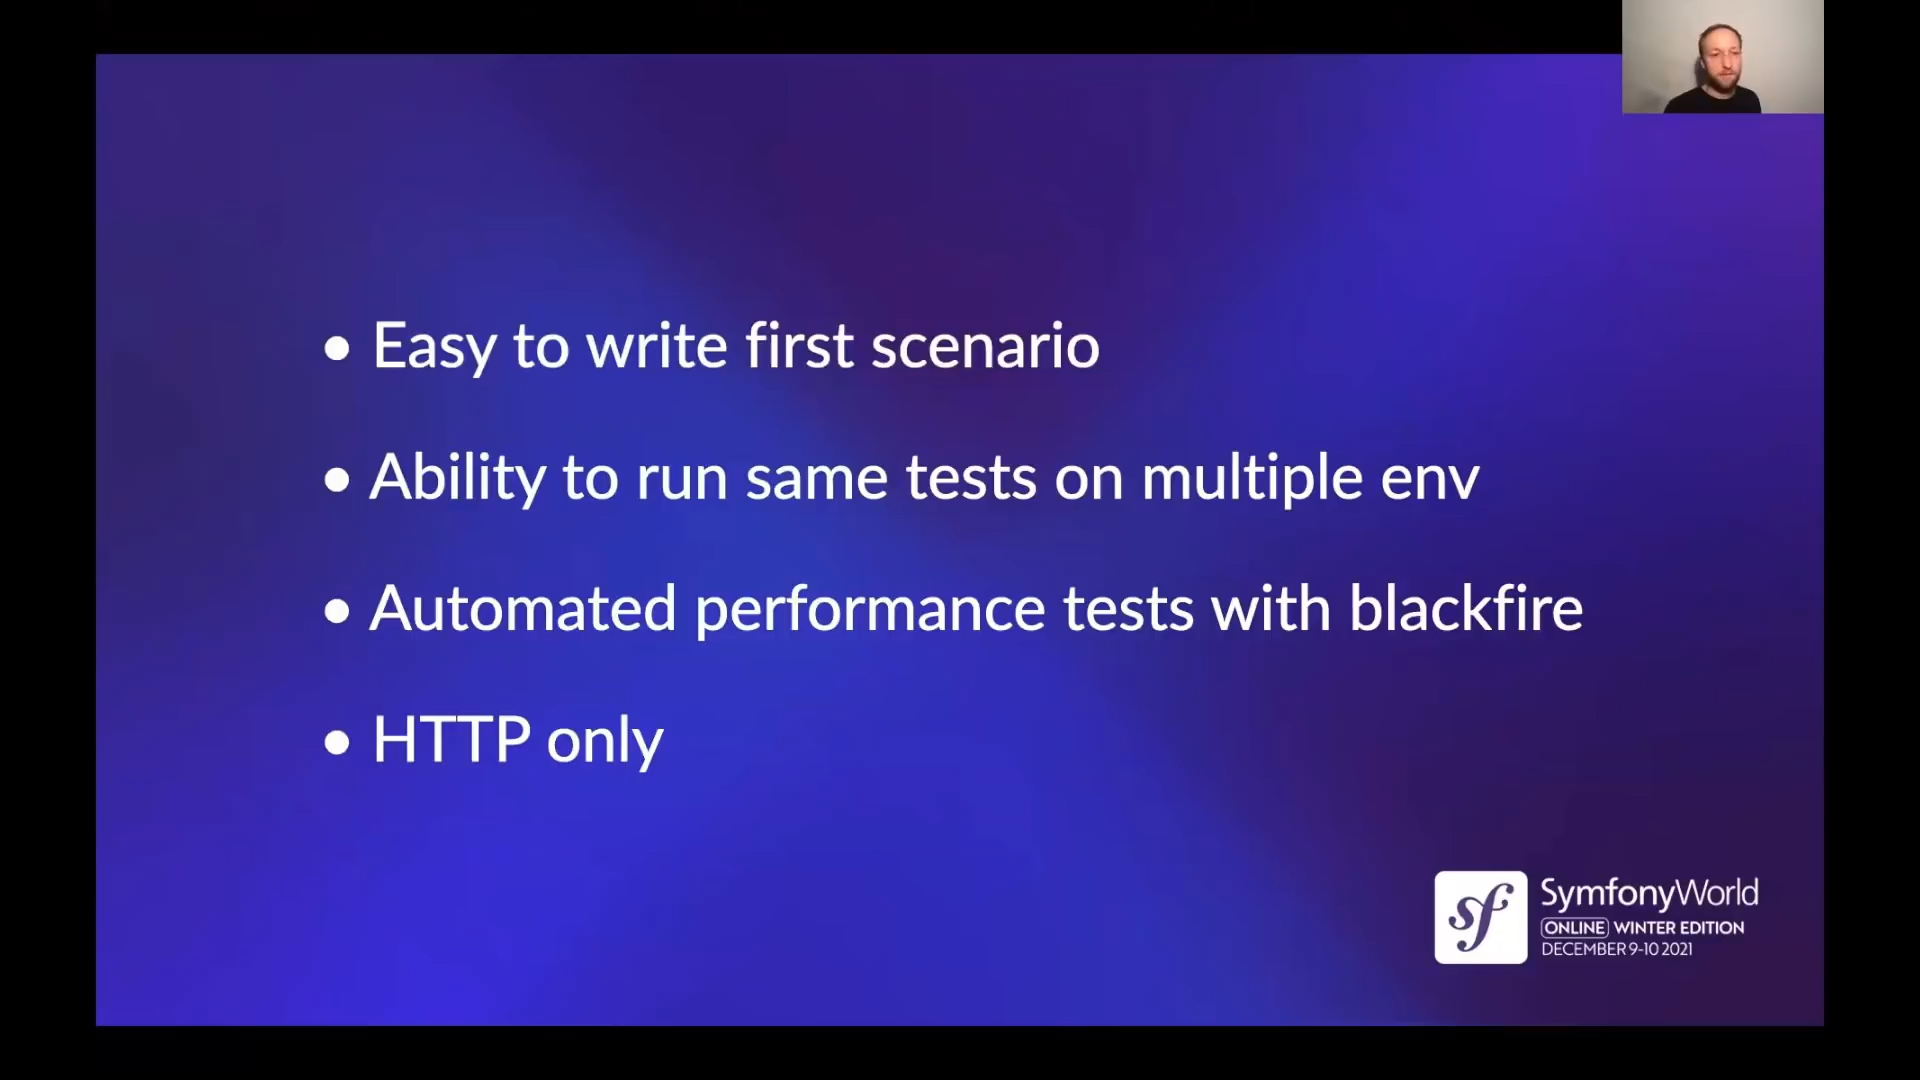 • Easy to write first scenario
• Ability to run same tests on multiple env
• Automated performance tests with blackfire
• HTTP only
sf SymfonyWorld
ONLINE WINTER EDITION
DECEMBER 9-10 2021